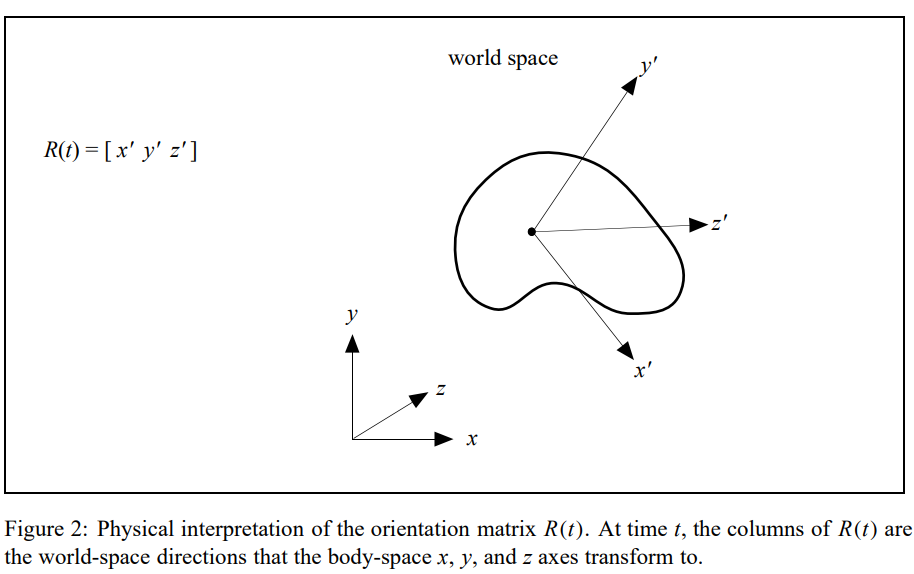 world space
y′
R(t) = [ x′ y′ z′ ]
z′
y
x′
z
x
Figure 2: Physical interpretation of the orientation matrix R(t). At time t, the columns of R(t) are
the world-space directions that the body-space x, y, and z axes transform to.